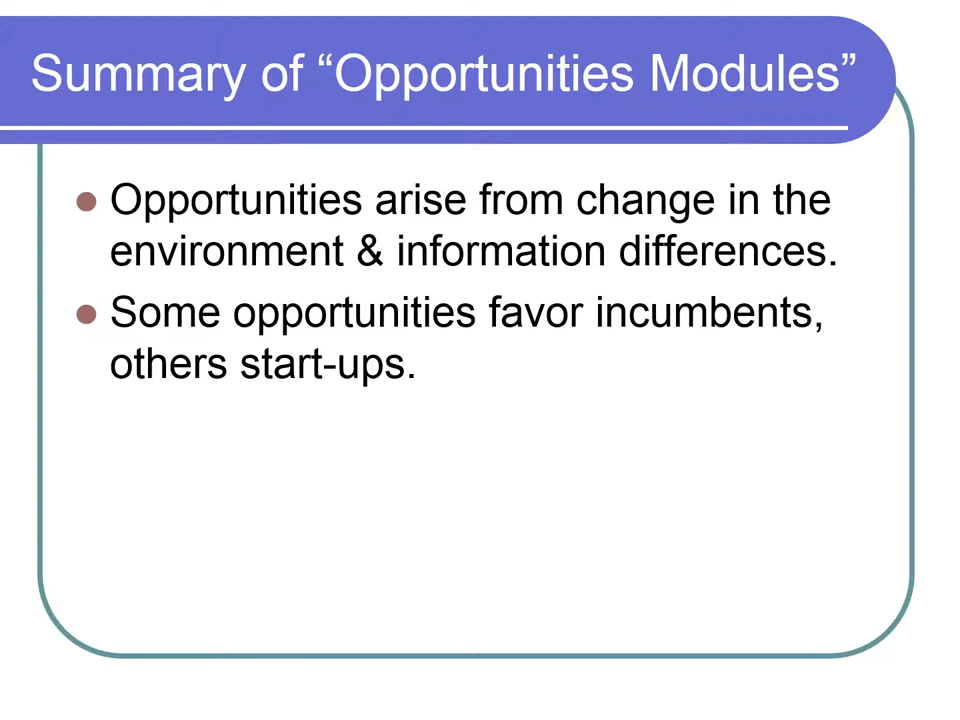 Summary of “Opportunities Modules”
Opportunities arise from change in the
environment & information differences.
Some opportunities favor incumbents,
others start-ups.